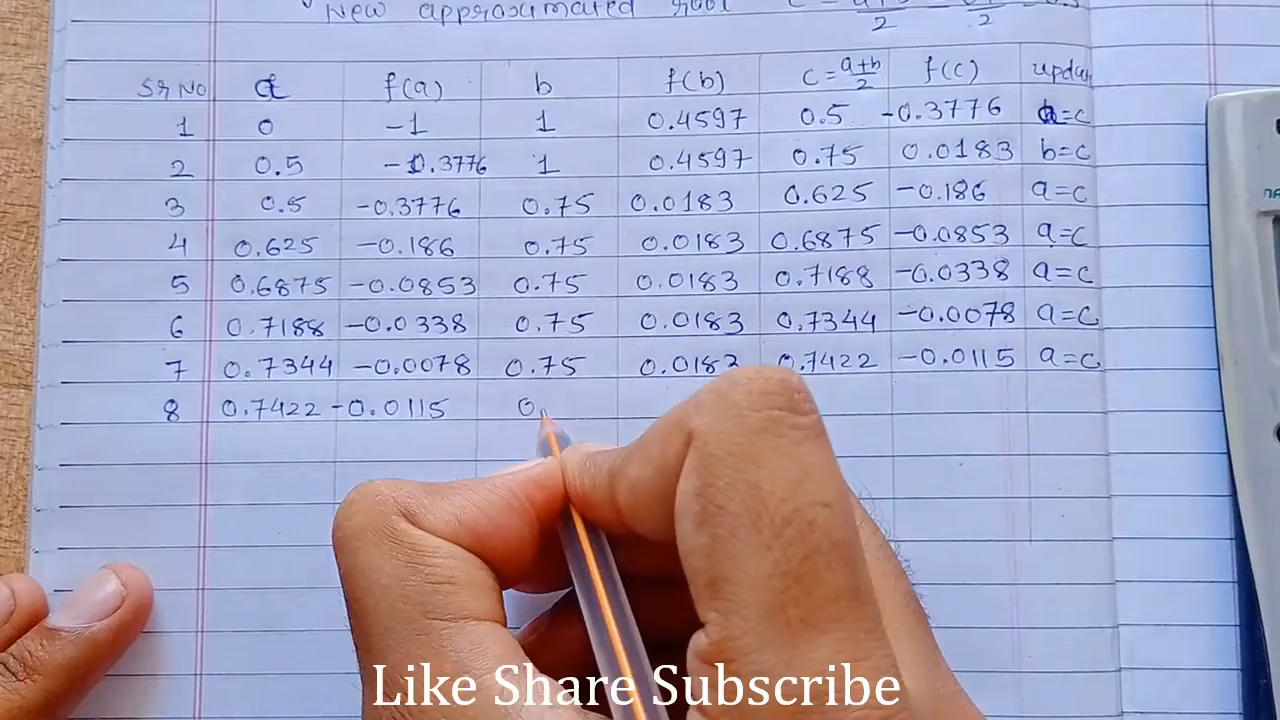 New approximated root c =
2 2
Sr No a f(a) b f(b) c = a+b/2 f(c)
1 0 -1 1 0.4597 0.5 -0.3776 a=c
2 0.5 -0.3776 1 0.4597 0.75 0.0183 b=c
3 0.5 -0.3776 0.75 0.0183 0.625 -0.186 a=c
4 0.625 -0.186 0.75 0.0183 0.6875 -0.0853 a=c
5 0.6875 -0.0853 0.75 0.0183 0.7188 -0.0338 a=c
6 0.7188 -0.0338 0.75 0.0183 0.7344 -0.0078 a=c
7 0.7344 -0.0078 0.75 0.0183 0.7422 -0.0115 a=c
8 0.7422 -0.0115 0.
Like Share Subscribe